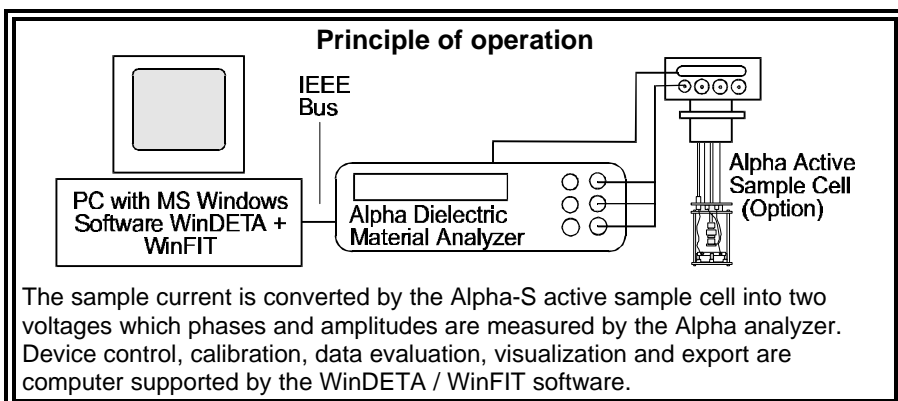 Principle of operation
IEEE
Bus
PC with MS Windows
Software WinDETA +
WinFIT
Alpha Dielectric
Material Analyzer
Alpha Active
Sample Cell
(Option)
The sample current is converted by the Alpha-S active sample cell into two
voltages which phases and amplitudes are measured by the Alpha analyzer.
Device control, calibration, data evaluation, visualization and export are
computer supported by the WinDETA / WinFIT software.